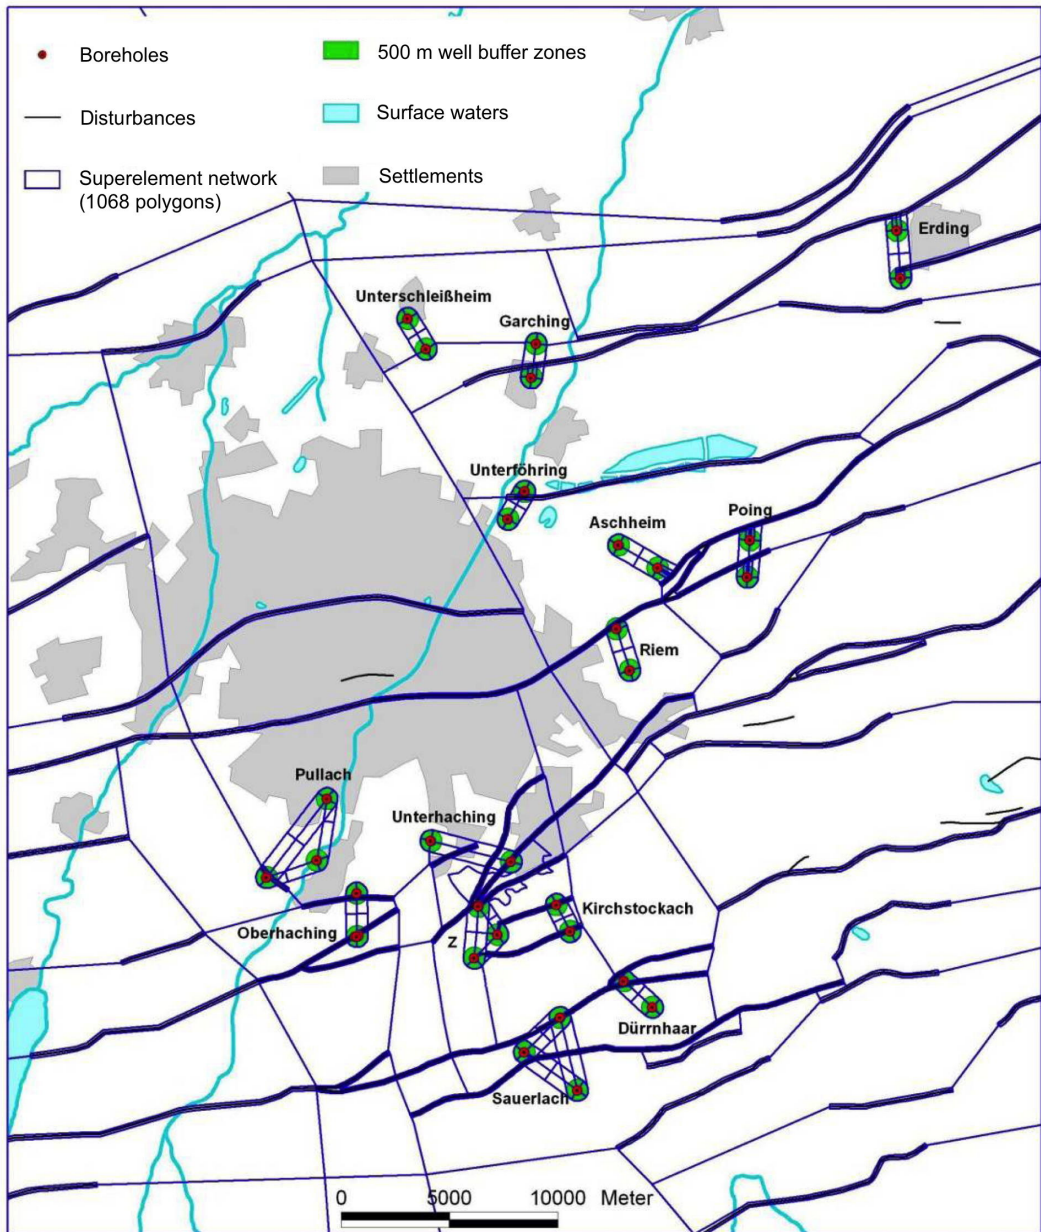 Boreholes
500 m well buffer zones
Disturbances
Surface waters
Superelement network
(1068 polygons)
Settlements
Erding
Unterschleißheim
Garching
Unterföhring
Aschheim
Poing
Riem
Pullach
Unterhaching
Kirchstockach
Oberhaching
Z
Dürrnhaar
Sauerlach
0 5000 10000 Meter